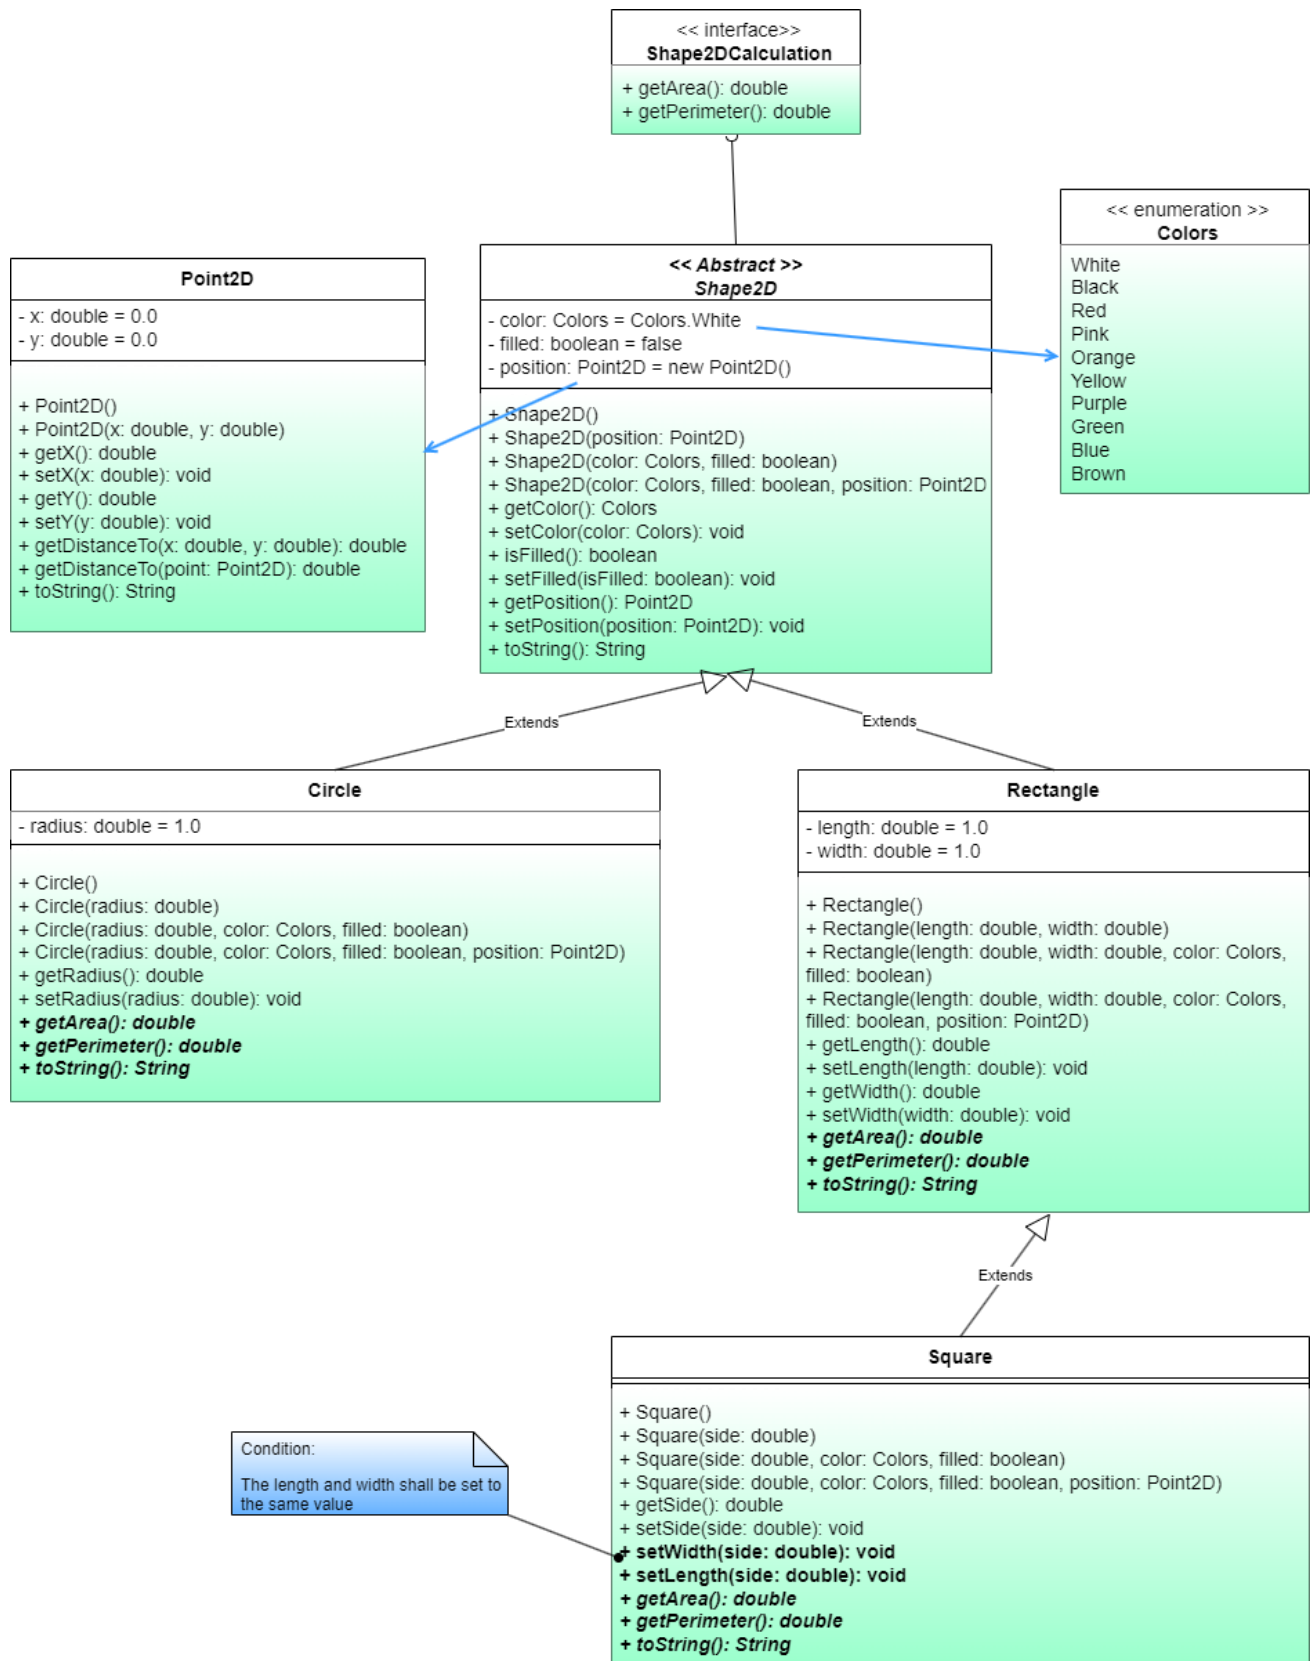 << interface>>
Shape2DCalculation
+ getArea(): double
+ getPerimeter(): double
<< enumeration >>
Colors
White
Black
Red
Pink
Orange
Yellow
Purple
Green
Blue
Brown
Point2D
- x: double = 0.0
- y: double = 0.0
+ Point2D()
+ Point2D(x: double, y: double)
+ getX(): double
+ setX(x: double): void
+ getY(): double
+ setY(y: double): void
+ getDistanceTo(x: double, y: double): double
+ getDistanceTo(point: Point2D): double
+ toString(): String
<< Abstract >>
Shape2D
- color: Colors = Colors.White
- filled: boolean = false
- position: Point2D = new Point2D()
+ Shape2D()
+ Shape2D(position: Point2D)
+ Shape2D(color: Colors, filled: boolean)
+ Shape2D(color: Colors, filled: boolean, position: Point2D
+ getColor(): Colors
+ setColor(color: Colors): void
+ isFilled(): boolean
+ setFilled(isFilled: boolean): void
+ getPosition(): Point2D
+ setPosition(position: Point2D): void
+ toString(): String
Extends
Extends
Circle
- radius: double = 1.0
+ Circle()
+ Circle(radius: double)
+ Circle(radius: double, color: Colors, filled: boolean)
+ Circle(radius: double, color: Colors, filled: boolean, position: Point2D)
+ getRadius(): double
+ setRadius(radius: double): void
+ getArea(): double
+ getPerimeter(): double
+ toString(): String
Rectangle
- length: double = 1.0
- width: double = 1.0
+ Rectangle()
+ Rectangle(length: double, width: double)
+ Rectangle(length: double, width: double, color: Colors,
filled: boolean)
+ Rectangle(length: double, width: double, color: Colors,
filled: boolean, position: Point2D)
+ getLength(): double
+ setLength(length: double): void
+ getWidth(): double
+ setWidth(width: double): void
+ getArea(): double
+ getPerimeter(): double
+ toString(): String
Extends
Square
+ Square()
+ Square(side: double)
+ Square(side: double, color: Colors, filled: boolean)
+ Square(side: double, color: Colors, filled: boolean, position: Point2D)
+ getSide(): double
+ setSide(side: double): void
+ setWidth(side: double): void
+ setLength(side: double): void
+ getArea(): double
+ getPerimeter(): double
+ toString(): String
Condition:
The length and width shall be set to
the same value